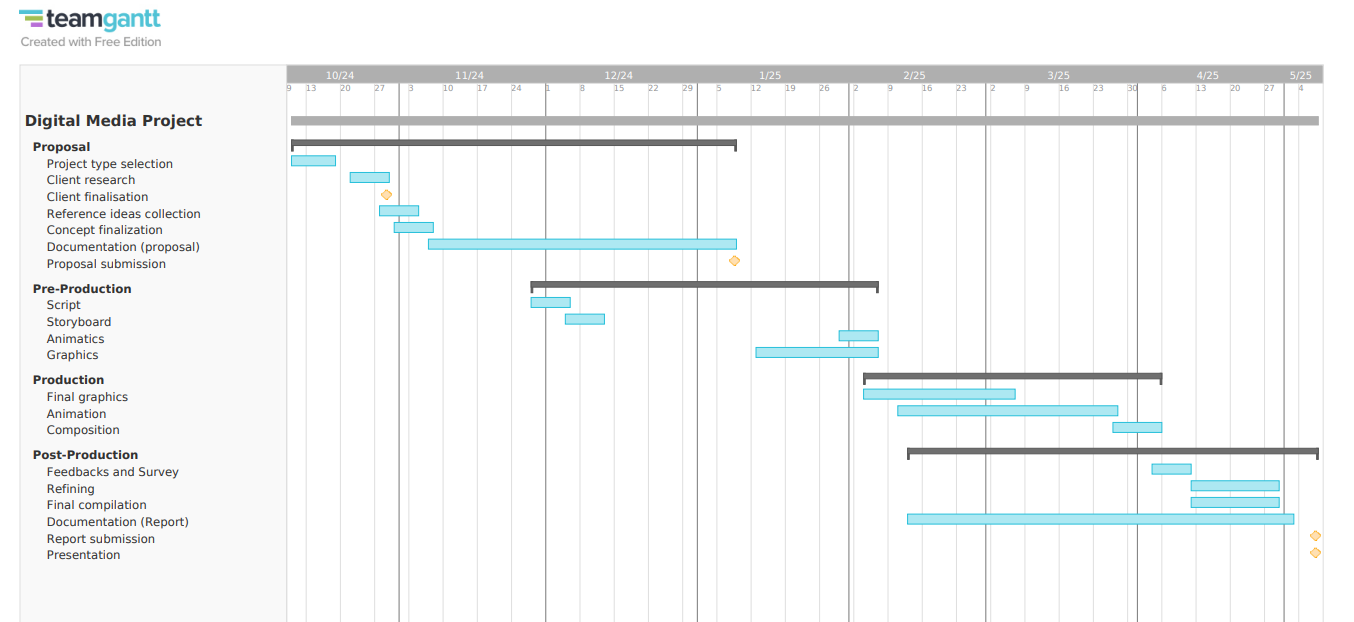 teamgantt
Created with Free Edition
10/24 11/24 12/24 1/25 2/25 3/25 4/25 5/25
9 13 20 27 3 10 17 24 1 8 15 22 29 5 12 19 26 2 9 16 23 2 9 16 23 30 6 13 20 27 4
Digital Media Project
Proposal
Project type selection
Client research
Client finalisation
Reference ideas collection
Concept finalization
Documentation (proposal)
Proposal submission
Pre-Production
Script
Storyboard
Animatics
Graphics
Production
Final graphics
Animation
Composition
Post-Production
Feedbacks and Survey
Refining
Final compilation
Documentation (Report)
Report submission
Presentation